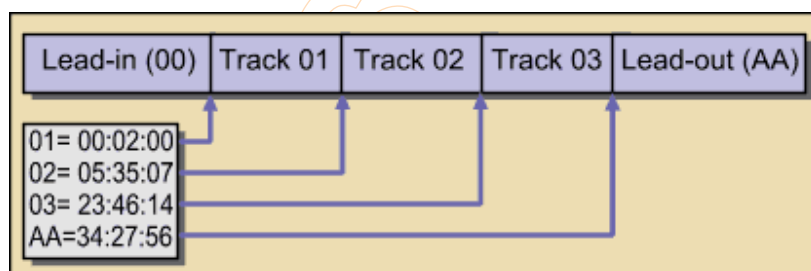 Lead-in (00) Track 01 Track 02 Track 03 Lead-out (AA)
01= 00:02:00
02= 05:35:07
03= 23:46:14
AA=34:27:56